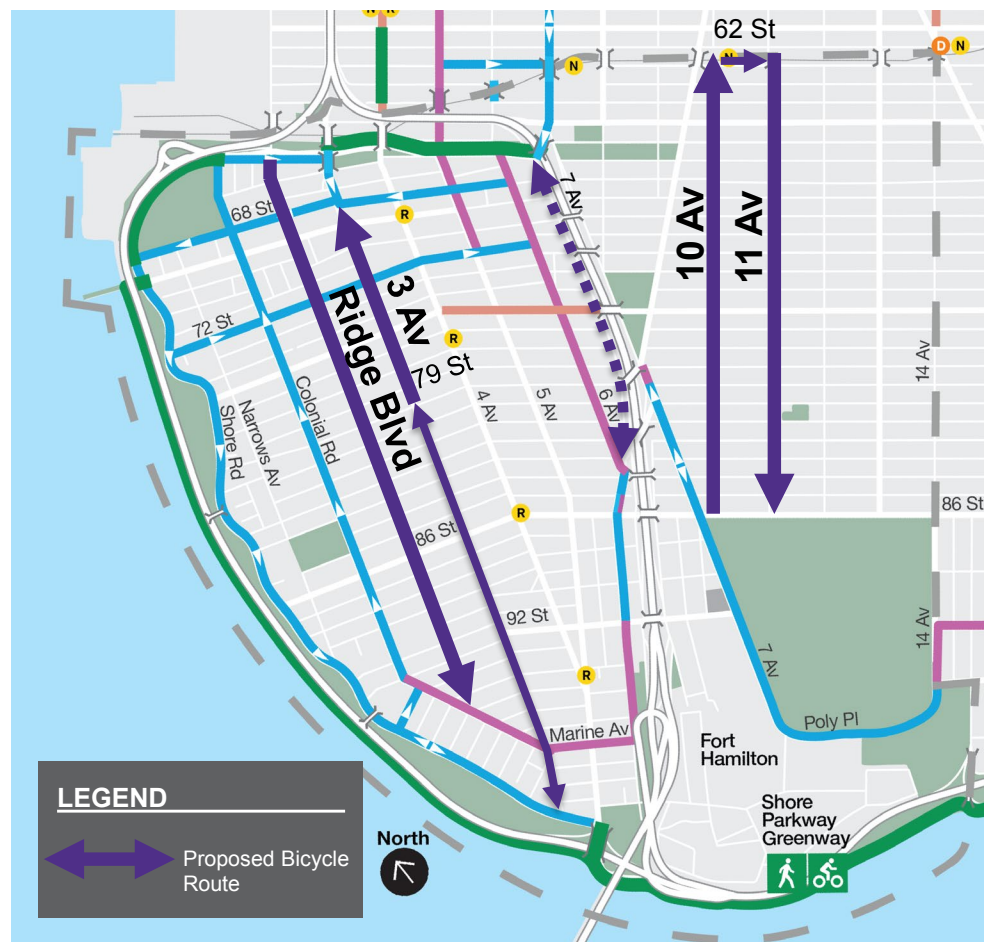 N R
62 St
N
N
D N
7 Av
68 St
R
10 Av
11 Av
3 Av
Ridge Blvd
72 St
R
79 St
14 Av
Colonial Rd
Narrows Av
Shore Rd
4 Av
5 Av
6 Av
R
86 St
86 St
92 St
14 Av
7 Av
R
Poly Pl
Marine Av
Fort
Hamilton
LEGEND
Proposed Bicycle
Route
North
Shore
Parkway
Greenway